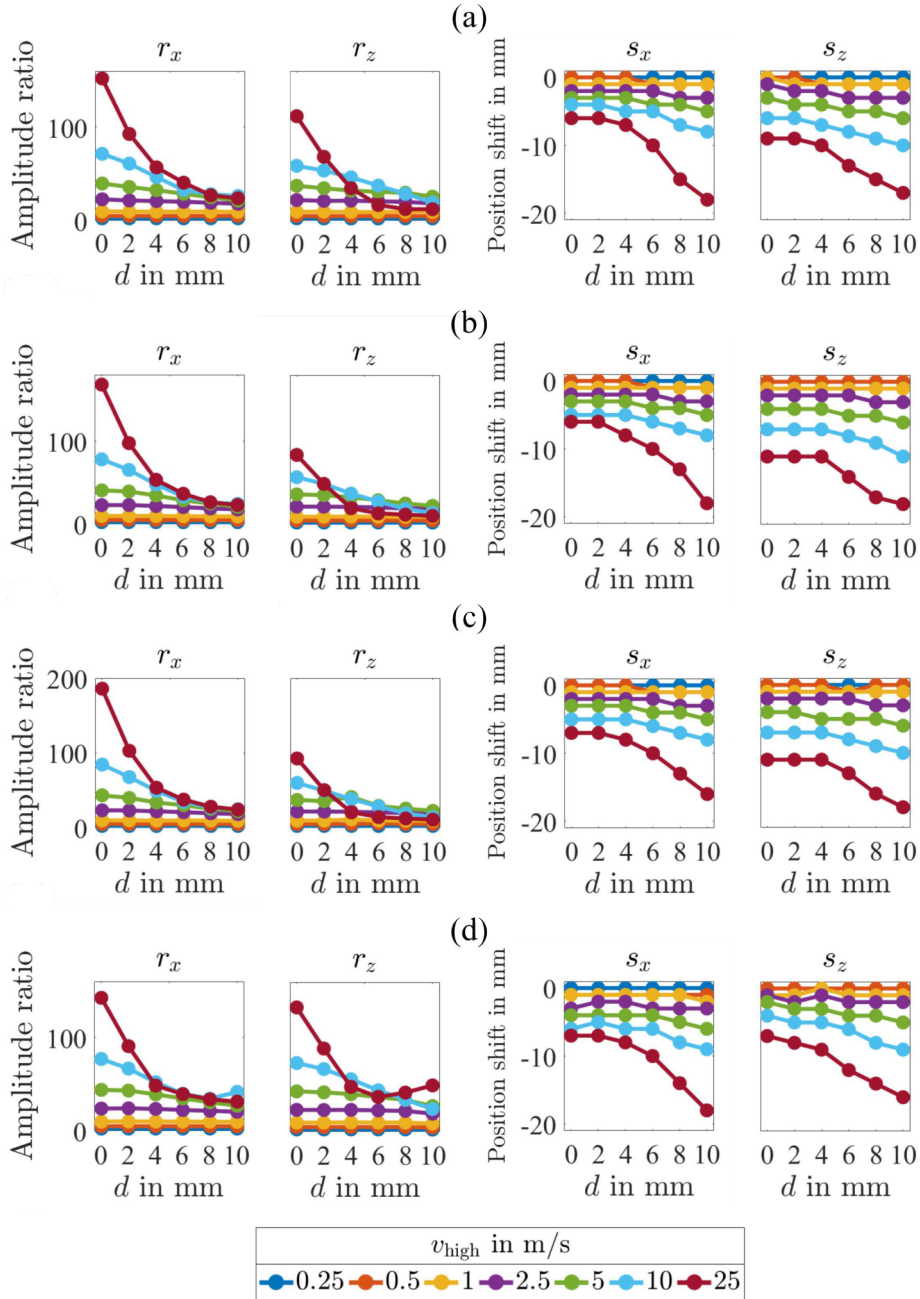 (a)
r_x r_z s_x s_z
Amplitude ratio
100
0
0 2 4 6 8 10
d in mm
0 2 4 6 8 10
d in mm
Position shift in mm
0
-10
-20
0 2 4 6 8 10
d in mm
0 2 4 6 8 10
d in mm
(b)
r_x r_z s_x s_z
Amplitude ratio
100
0
0 2 4 6 8 10
d in mm
0 2 4 6 8 10
d in mm
Position shift in mm
0
-10
-20
0 2 4 6 8 10
d in mm
0 2 4 6 8 10
d in mm
(c)
r_x r_z s_x s_z
Amplitude ratio
200
100
0
0 2 4 6 8 10
d in mm
0 2 4 6 8 10
d in mm
Position shift in mm
0
-10
-20
0 2 4 6 8 10
d in mm
0 2 4 6 8 10
d in mm
(d)
r_x r_z s_x s_z
Amplitude ratio
100
0
0 2 4 6 8 10
d in mm
0 2 4 6 8 10
d in mm
Position shift in mm
0
-10
-20
0 2 4 6 8 10
d in mm
0 2 4 6 8 10
d in mm
v_high in m/s
0.25 0.5 1 2.5 5 10 25